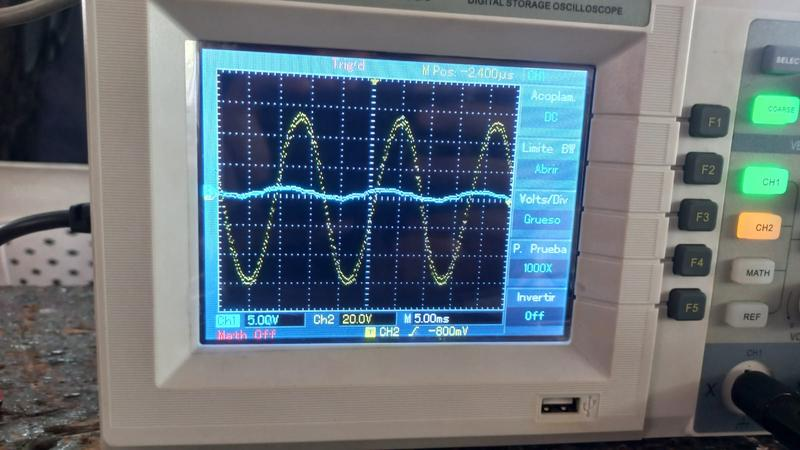 DIGITAL STORAGE OSCILLOSCOPE
Trig'd M Pos: -2.400µs CH1
Acoplam.
DC
Limite BW
Abrir
Volts/Div
Grueso
P. Prueba
1000X
Invertir
Off
Ch1 5.00V Ch2 20.0V M 5.00ms
Math Off CH2 -800mV
SELECT
COARSE
F1
F2
F3
F4
F5
CH1
CH2
MATH
REF
CH1
X